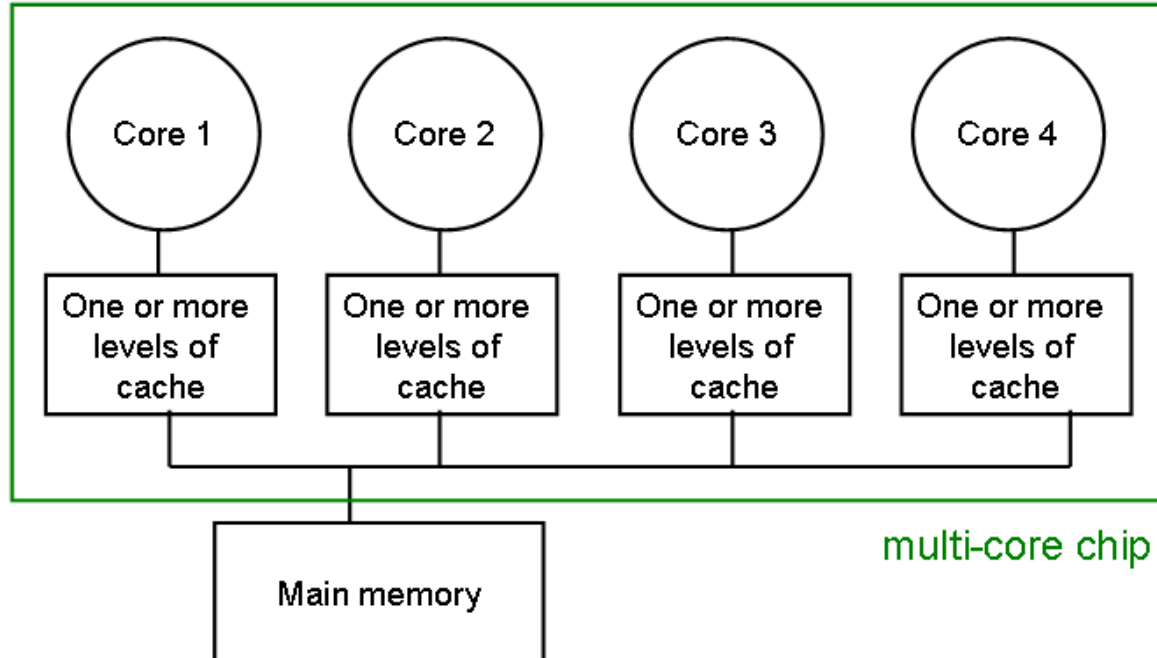 Core 1
Core 2
Core 3
Core 4
One or more
levels of
cache
One or more
levels of
cache
One or more
levels of
cache
One or more
levels of
cache
multi-core chip
Main memory